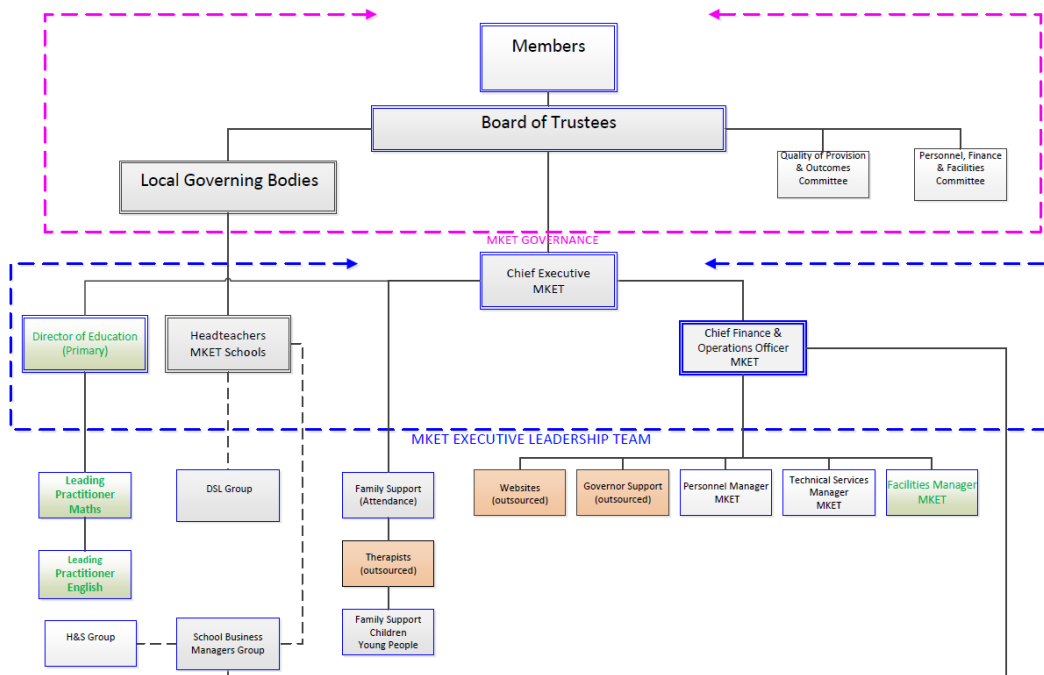 Members
Board of Trustees
Quality of Provision
& Outcomes
Committee
Personnel, Finance
& Facilities
Committee
Local Governing Bodies
MKET GOVERNANCE
Chief Executive
MKET
Director of Education
(Primary)
Headteachers
MKET Schools
Chief Finance &
Operations Officer
MKET
MKET EXECUTIVE LEADERSHIP TEAM
Leading
Practitioner
Maths
DSL Group
Family Support
(Attendance)
Websites
(outsourced)
Governor Support
(outsourced)
Personnel Manager
MKET
Technical Services
Manager
MKET
Facilities Manager
MKET
Leading
Practitioner
English
Therapists
(outsourced)
H&S Group
School Business
Managers Group
Family Support
Children
Young People